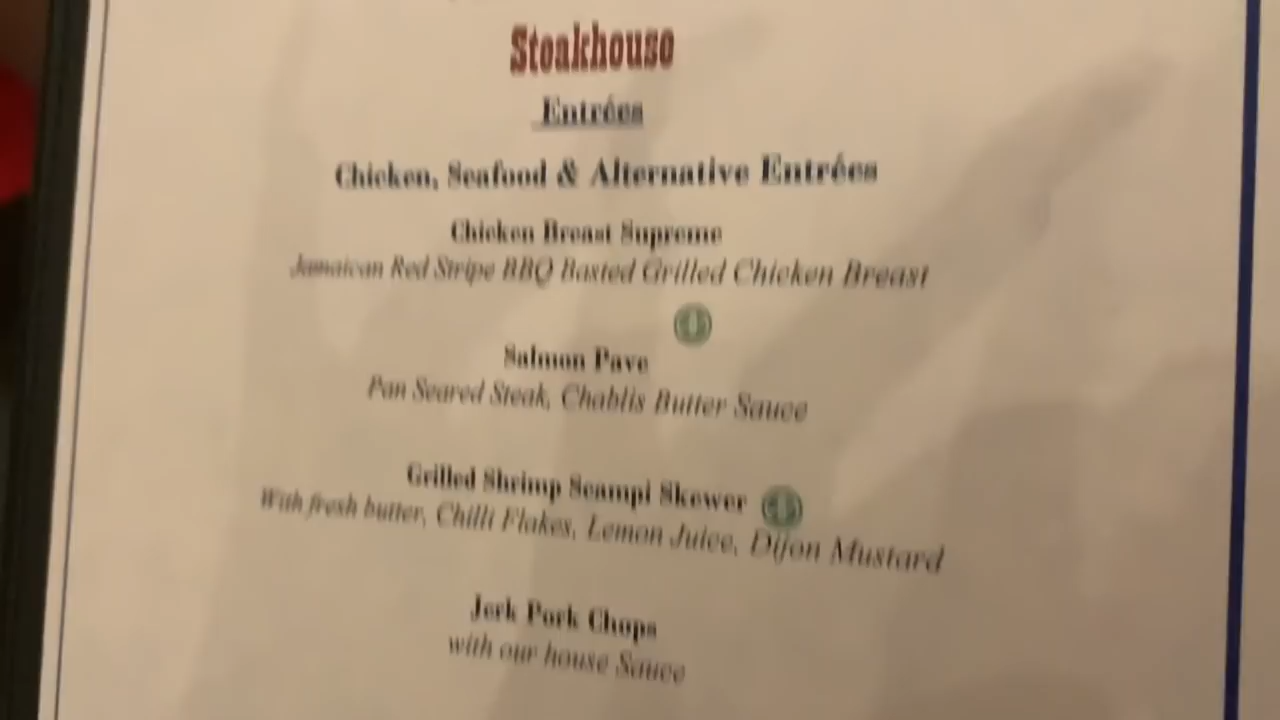 Steakhouse
Entrées
Chicken, Seafood & Alternative Entrées
Chicken Breast Supreme
Jamaican Red Stripe BBQ Basted Grilled Chicken Breast
Salmon Pave
Pan Seared Steak, Chablis Butter Sauce
Grilled Shrimp Scampi Skewer
With fresh butter, Chilli Flakes, Lemon Juice, Dijon Mustard
Jerk Pork Chops
with our house Sauce